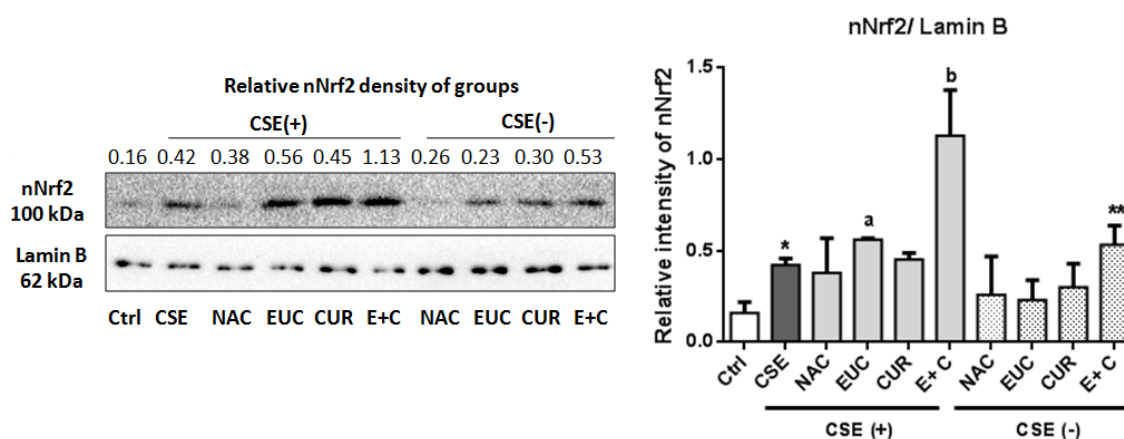 Relative nNrf2 density of groups
CSE(+) CSE(-)
0.16 0.42 0.38 0.56 0.45 1.13 0.26 0.23 0.30 0.53
nNrf2
100 kDa
Lamin B
62 kDa
Ctrl CSE NAC EUC CUR E+C NAC EUC CUR E+C
nNrf2/ Lamin B
Relative intensity of nNrf2
1.5
1.0
0.5
0.0
* a b **
Ctrl CSE NAC EUC CUR E+C NAC EUC CUR E+C
CSE (+) CSE (-)